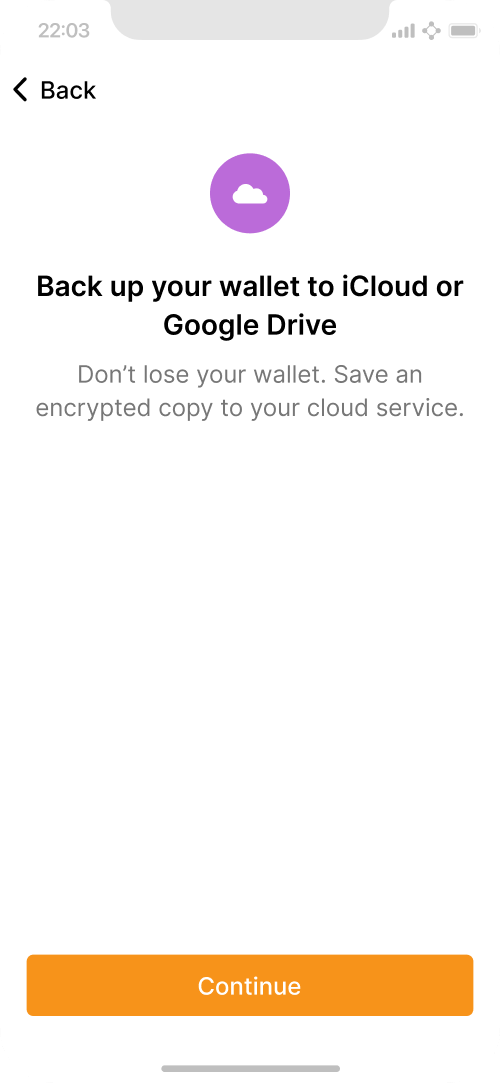 22:03
Back
Back up your wallet to iCloud or
Google Drive
Don’t lose your wallet. Save an
encrypted copy to your cloud service.
Continue